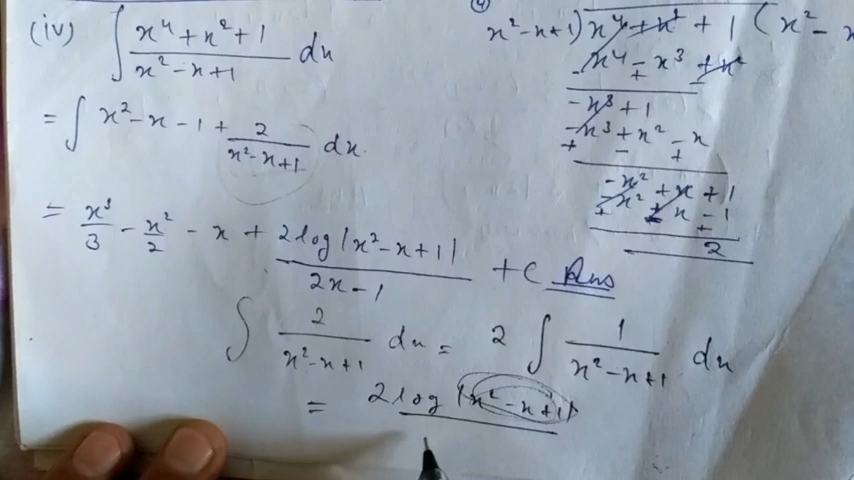 (iv) ∫ (x⁴ + x² + 1)/(x² - x + 1) dx
= ∫ x² - x - 1 + 2/(x² - x + 1) dx
= x³/3 - x²/2 - x + 2 log |x² - x + 1|/(2x - 1) + c Ans
∫ 2/(x² - x + 1) dx = 2 ∫ 1/(x² - x + 1) dx
= 2 log |x² - x + 1|
(4)
x² - x + 1) x⁴ + x² + 1 ( x² - x
x⁴ - x³ + x²
- + -
- x³ + 1
- x³ + x² - x
+ - +
- x² + x + 1
- x² + x - 1
+ - +
2